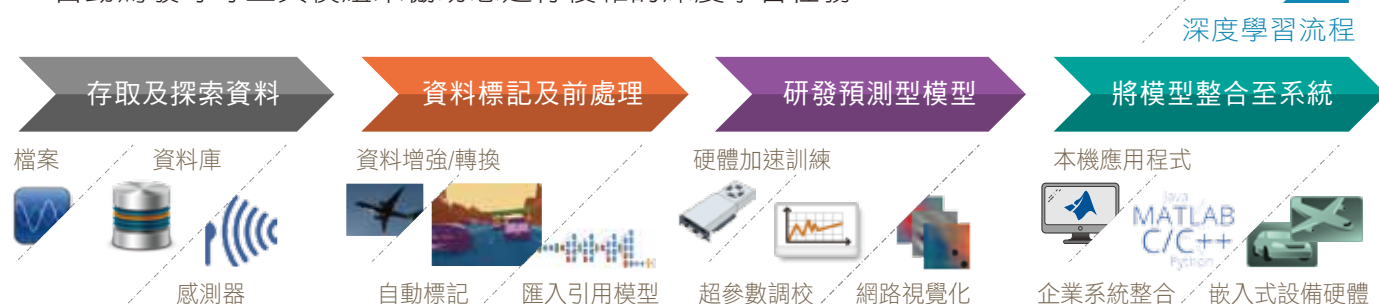 深度學習流程
存取及探索資料
資料標記及前處理
研發預測型模型
將模型整合至系統
檔案
資料庫
資料增強/轉換
硬體加速訓練
本機應用程式
Java
MATLAB
C/C++
Python
感測器
自動標記
匯入引用模型
超參數調校
網路視覺化
企業系統整合
嵌入式設備硬體